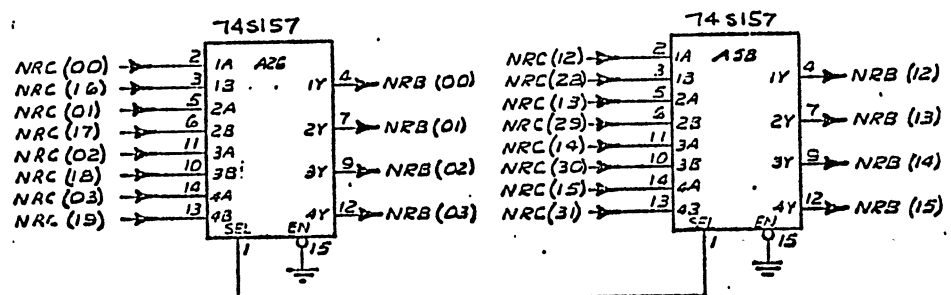 74S157
NRC (00) 2 1A A26
NRC (16) 3 1B 1Y 4 NRB (00)
NRC (01) 5 2A
NRC (17) 6 2B 2Y 7 NRB (01)
NRC (02) 11 3A
NRC (18) 10 3B 3Y 9 NRB (02)
NRC (03) 14 4A
NRC (19) 13 4B 4Y 12 NRB (03)
SEL EN
1 15
74S157
NRC (12) 2 1A A5B
NRC (28) 3 1B 1Y 4 NRB (12)
NRC (13) 5 2A
NRC (29) 6 2B 2Y 7 NRB (13)
NRC (14) 11 3A
NRC (30) 10 3B 3Y 9 NRB (14)
NRC (15) 14 4A
NRC (31) 13 4B 4Y 12 NRB (15)
SEL EN
1 15